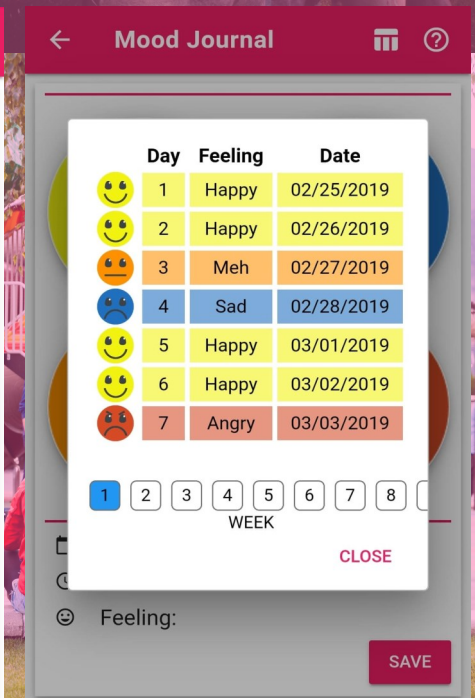 Mood Journal
Day Feeling Date
1 Happy 02/25/2019
2 Happy 02/26/2019
3 Meh 02/27/2019
4 Sad 02/28/2019
5 Happy 03/01/2019
6 Happy 03/02/2019
7 Angry 03/03/2019
1 2 3 4 5 6 7 8
WEEK
CLOSE
Feeling:
SAVE